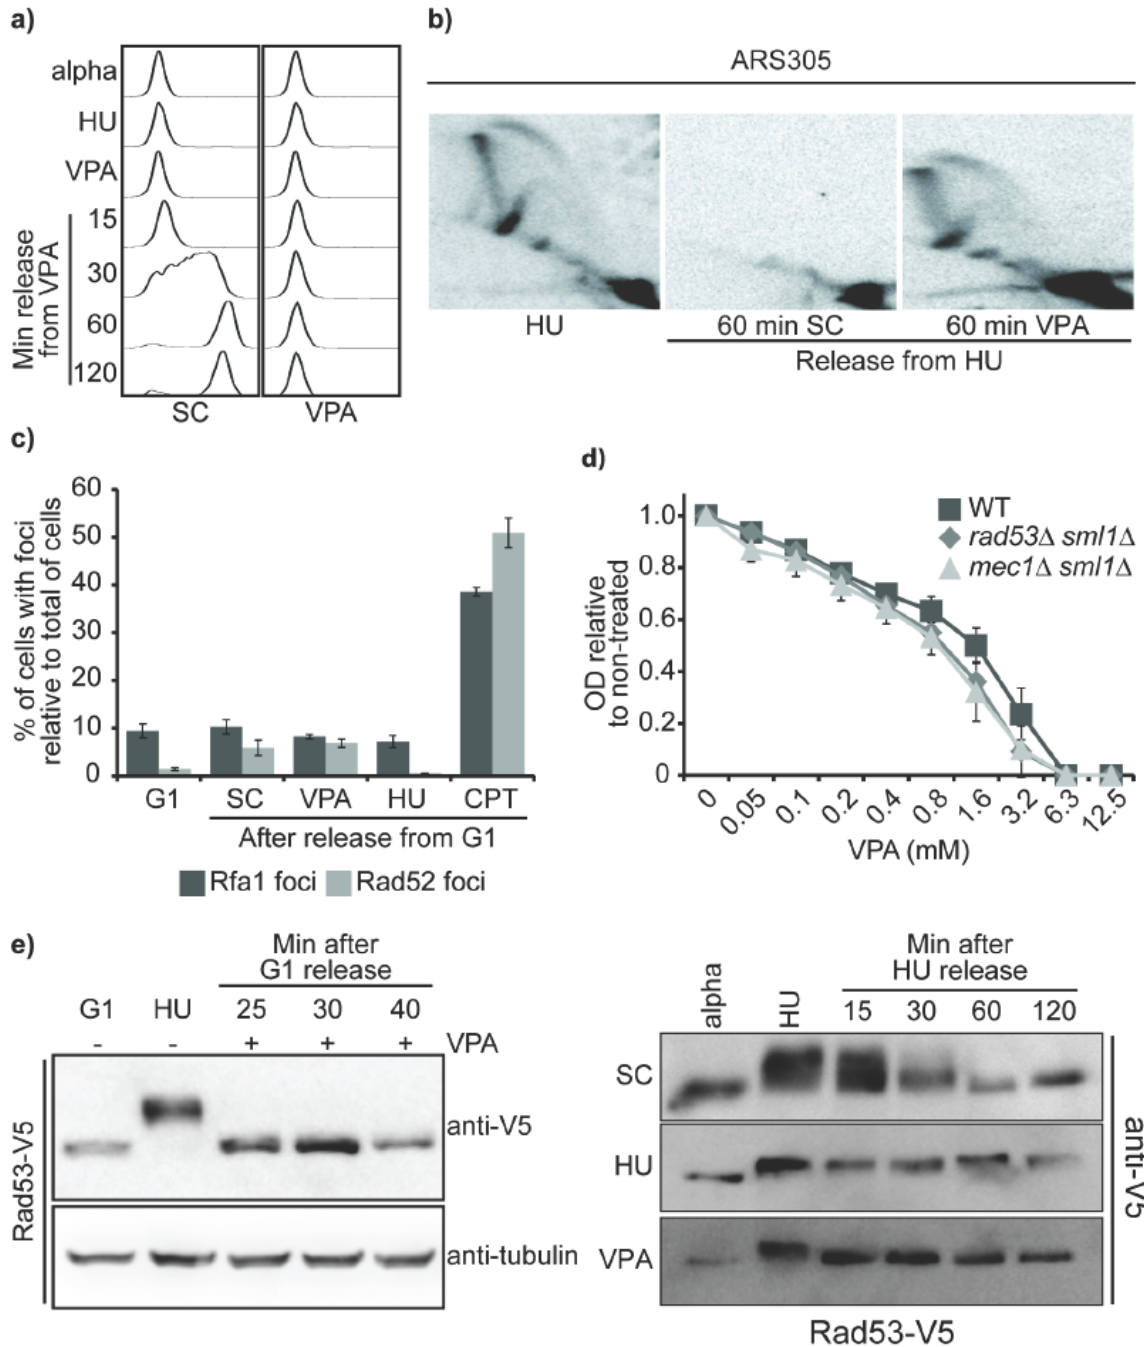 a)
alpha
HU
VPA
15
30
60
120
Min release
from VPA
SC
VPA
b)
ARS305
HU
60 min SC
60 min VPA
Release from HU
c)
% of cells with foci
relative to total of cells
60
50
40
30
20
10
0
G1
SC
VPA
HU
CPT
After release from G1
Rfa1 foci
Rad52 foci
d)
OD relative
to non-treated
1.0
0.8
0.6
0.4
0.2
0
WT
rad53Δ sml1Δ
mec1Δ sml1Δ
0
0.05
0.1
0.2
0.4
0.8
1.6
3.2
6.3
12.5
VPA (mM)
e)
Min after
G1 release
G1 HU 25 30 40
- - + + + VPA
Rad53-V5
anti-V5
anti-tubulin
Min after
HU release
alpha HU 15 30 60 120
SC
HU
VPA
anti-V5
Rad53-V5